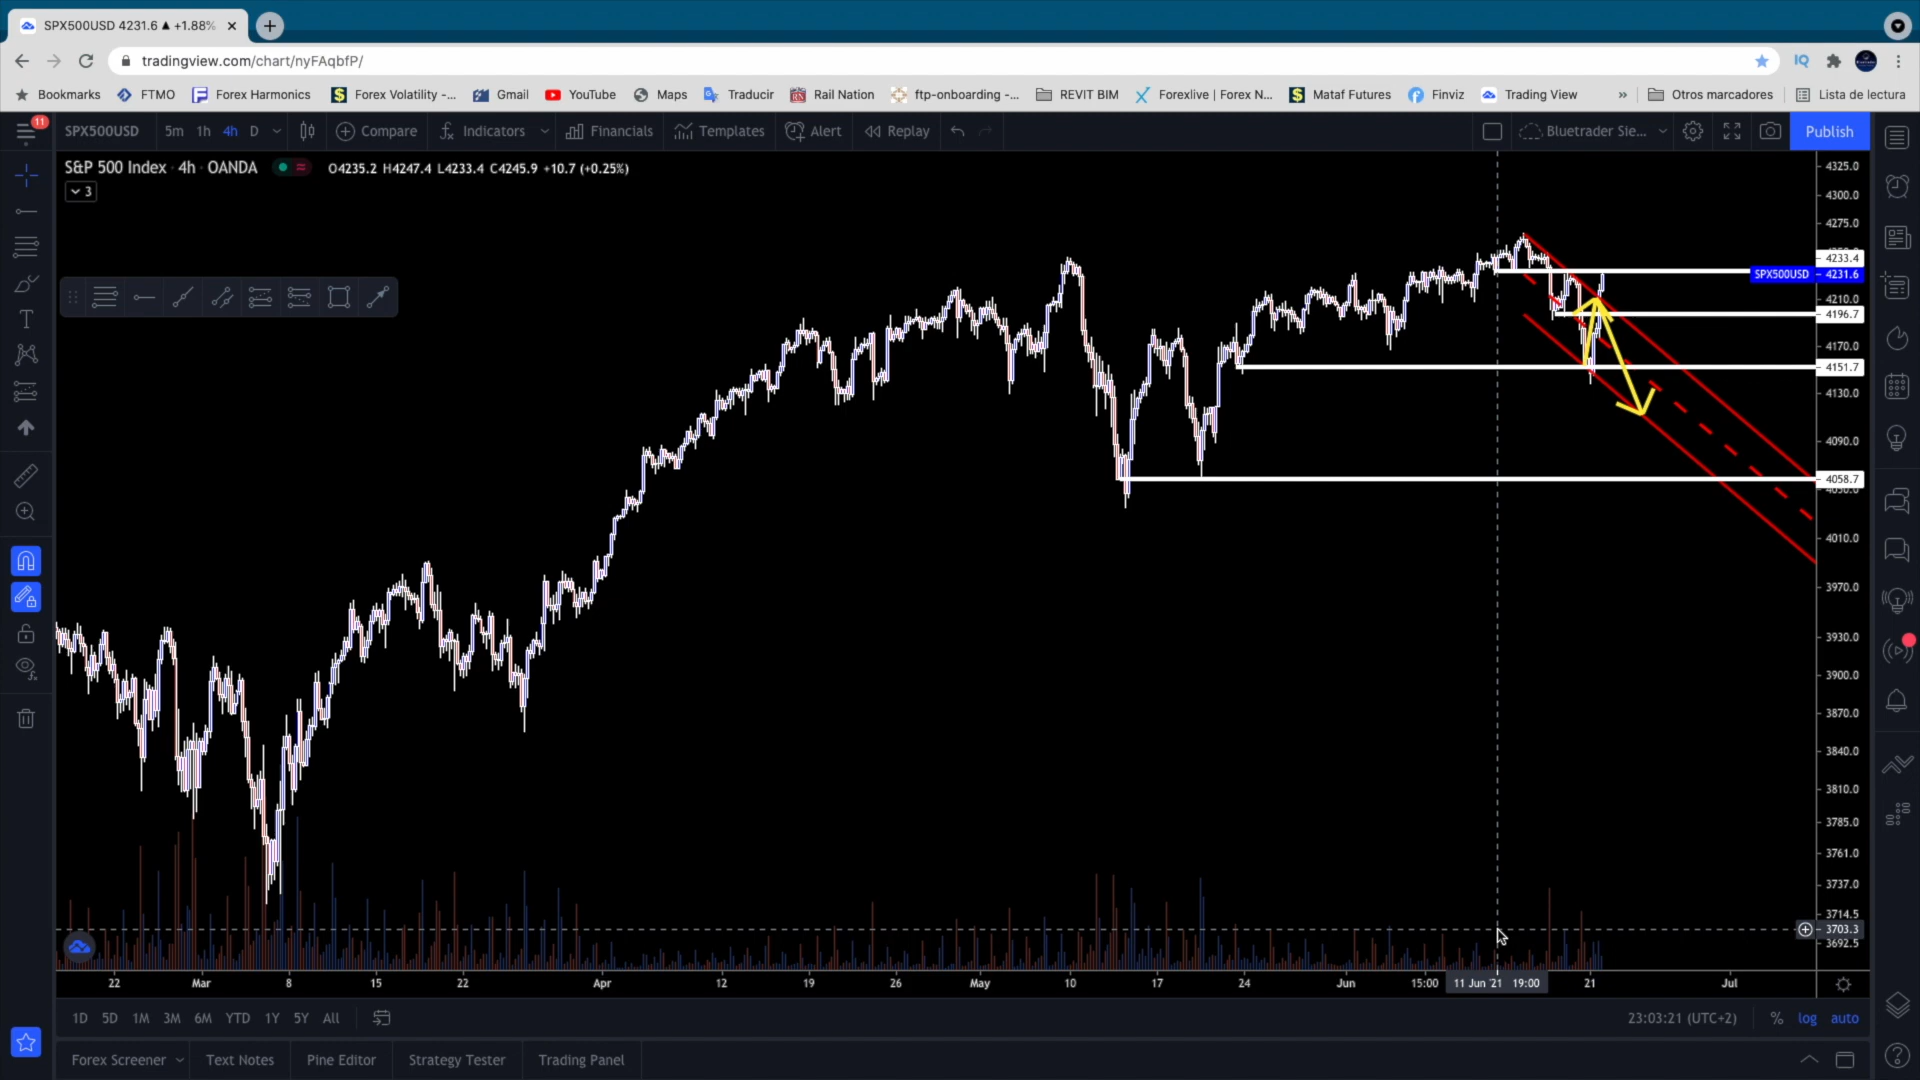 SPX500USD 4231.6 ▲ +1.88%
tradingview.com/chart/nyFAqbfP/
IQ
Bookmarks FTMO Forex Harmonics Forex Volatility -... Gmail YouTube Maps Traducir Rail Nation ftp-onboarding -... REVIT BIM Forexlive | Forex N... Mataf Futures Finviz Trading View » Otros marcadores Lista de lectura
11
SPX500USD 5m 1h 4h D Compare Indicators Financials Templates Alert Replay Bluetrader Sie... Publish
S&P 500 Index · 4h · OANDA O4235.2 H4247.4 L4233.4 C4245.9 +10.7 (+0.25%)
3
4325.0
4300.0
4275.0
4233.4
SPX500USD 4231.6
4210.0
4196.7
4170.0
4151.7
4130.0
4090.0
4058.7
4010.0
3970.0
3930.0
3900.0
3870.0
3840.0
3810.0
3785.0
3761.0
3737.0
3714.5
3703.3
3692.5
22 Mar 8 15 22 Apr 12 19 26 May 10 17 24 Jun 15:00 11 Jun '21 19:00 21 Jul
1D 5D 1M 3M 6M YTD 1Y 5Y All 23:03:21 (UTC+2) % log auto
Forex Screener Text Notes Pine Editor Strategy Tester Trading Panel